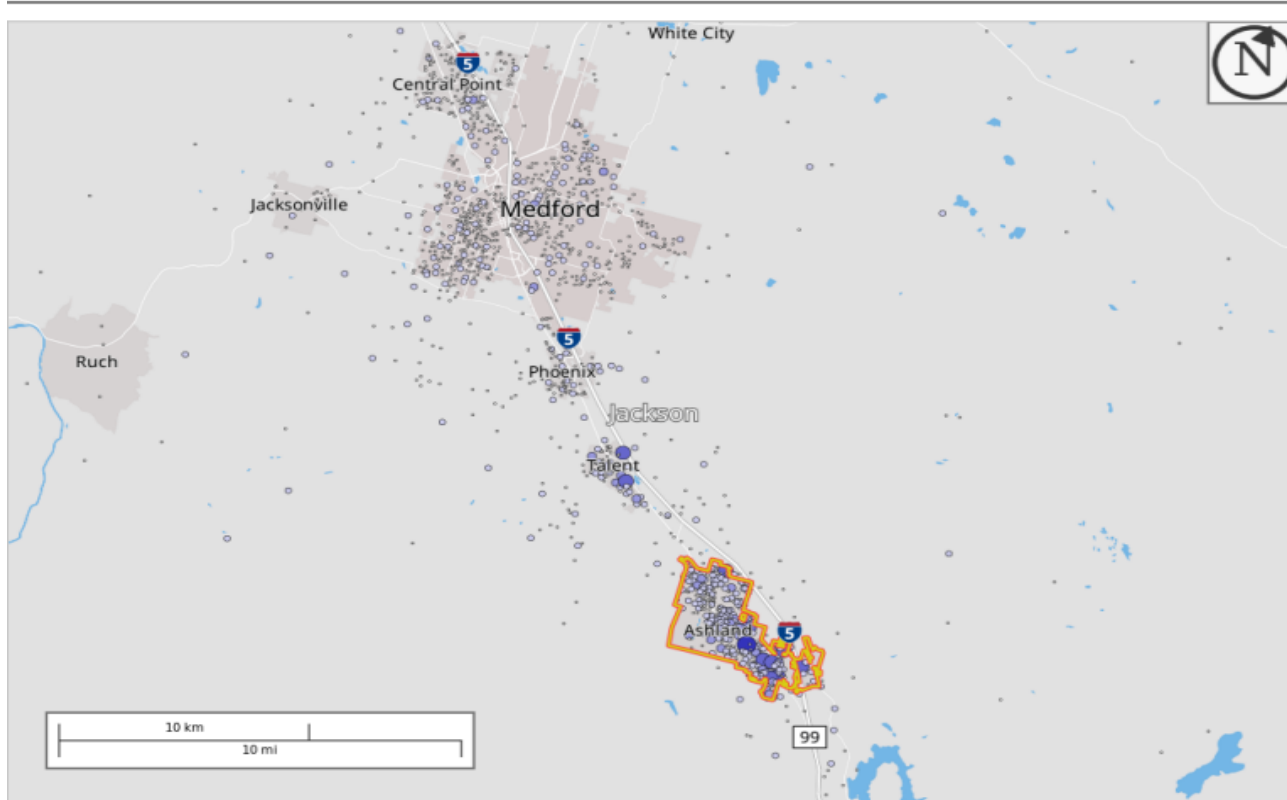 White City
N
5
Central Point
Jacksonville
Medford
5
Ruch
Phoenix
Jackson
Talent
Ashland
5
10 km
10 mi
99